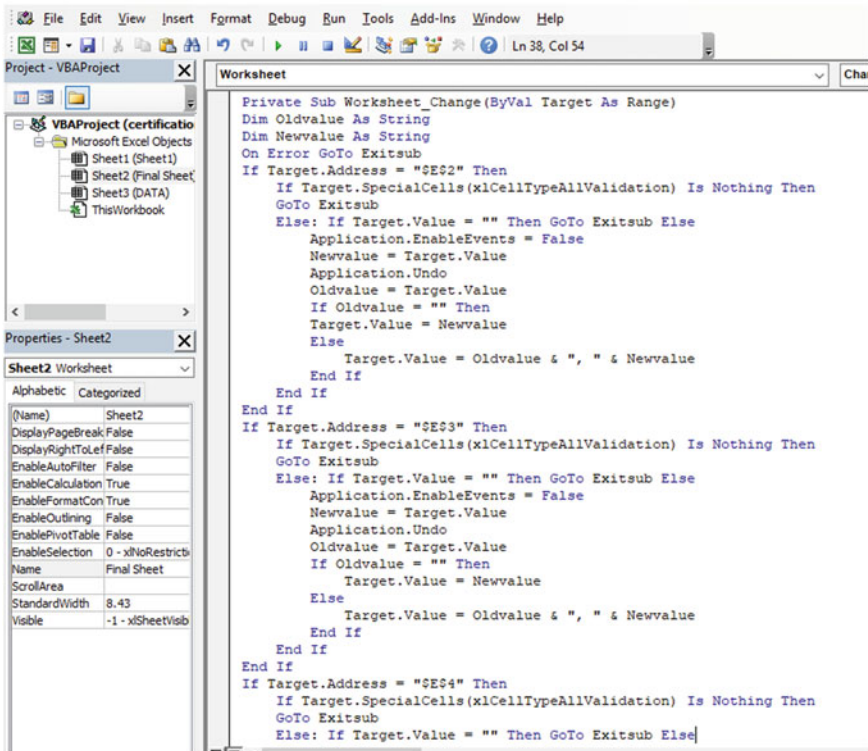 File Edit View Insert Format Debug Run Tools Add-Ins Window Help
Ln 38, Col 54
Project - VBAProject
VBAProject (certificatio
Microsoft Excel Objects
Sheet1 (Sheet1)
Sheet2 (Final Sheet
Sheet3 (DATA)
ThisWorkbook
Properties - Sheet2
Sheet2 Worksheet
Alphabetic Categorized
(Name) Sheet2
DisplayPageBreak False
DisplayRightToLef False
EnableAutoFilter False
EnableCalculation True
EnableFormatCon True
EnableOutlining False
EnablePivotTable False
EnableSelection 0 - xlNoRestricti
Name Final Sheet
ScrollArea
StandardWidth 8.43
Visible -1 - xlSheetVisib
Worksheet Chan
Private Sub Worksheet_Change(ByVal Target As Range)
Dim Oldvalue As String
Dim Newvalue As String
On Error GoTo Exitsub
If Target.Address = "$E$2" Then
If Target.SpecialCells(xlCellTypeAllValidation) Is Nothing Then
GoTo Exitsub
Else: If Target.Value = "" Then GoTo Exitsub Else
Application.EnableEvents = False
Newvalue = Target.Value
Application.Undo
Oldvalue = Target.Value
If Oldvalue = "" Then
Target.Value = Newvalue
Else
Target.Value = Oldvalue & ", " & Newvalue
End If
End If
End If
If Target.Address = "$E$3" Then
If Target.SpecialCells(xlCellTypeAllValidation) Is Nothing Then
GoTo Exitsub
Else: If Target.Value = "" Then GoTo Exitsub Else
Application.EnableEvents = False
Newvalue = Target.Value
Application.Undo
Oldvalue = Target.Value
If Oldvalue = "" Then
Target.Value = Newvalue
Else
Target.Value = Oldvalue & ", " & Newvalue
End If
End If
End If
If Target.Address = "$E$4" Then
If Target.SpecialCells(xlCellTypeAllValidation) Is Nothing Then
GoTo Exitsub
Else: If Target.Value = "" Then GoTo Exitsub Else